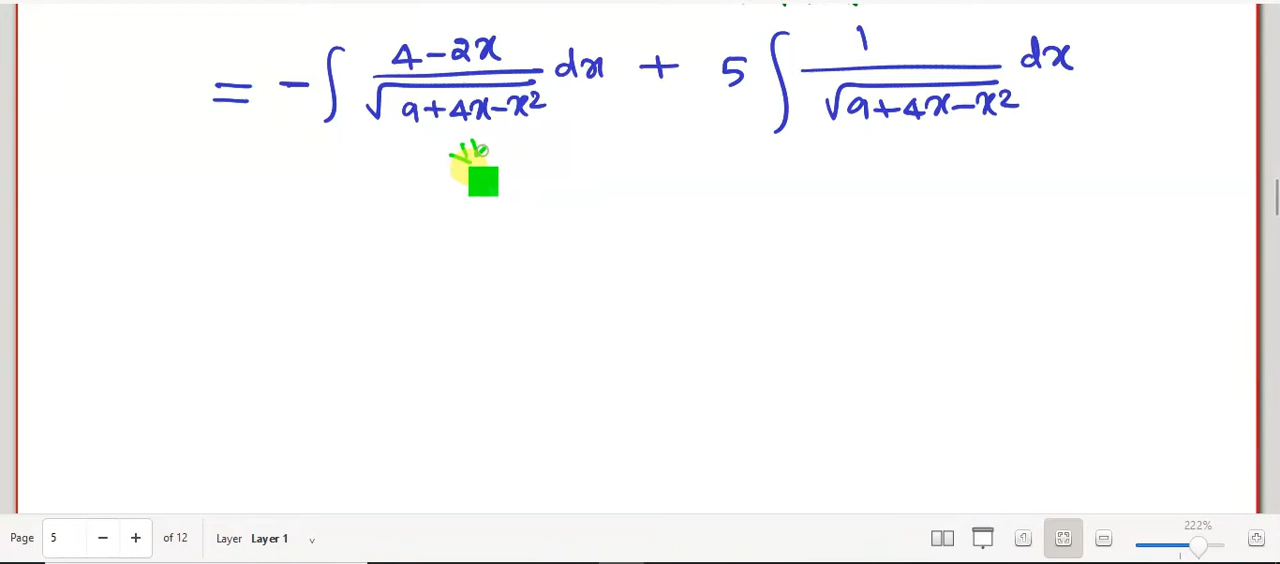 = - ∫ (4-2x)/√(9+4x-x²) dx + 5 ∫ 1/√(9+4x-x²) dx
Page 5 - + of 12 Layer Layer 1 222%